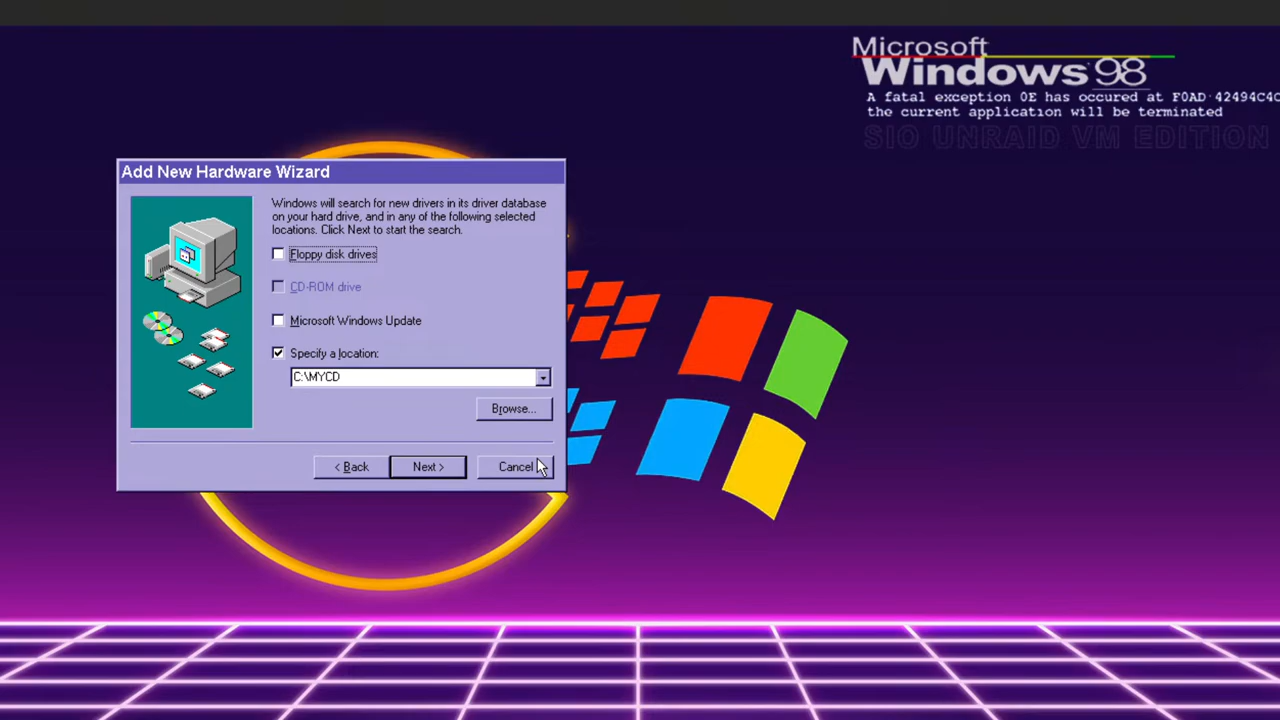 Microsoft
Windows 98
A fatal exception 0E has occured at F0AD:42494C4C
the current application will be terminated
SIO UNRAID VM EDITION
Add New Hardware Wizard
Windows will search for new drivers in its driver database
on your hard drive, and in any of the following selected
locations. Click Next to start the search.
Floppy disk drives
CD-ROM drive
Microsoft Windows Update
Specify a location:
C:\MYCD
Browse...
< Back
Next >
Cancel